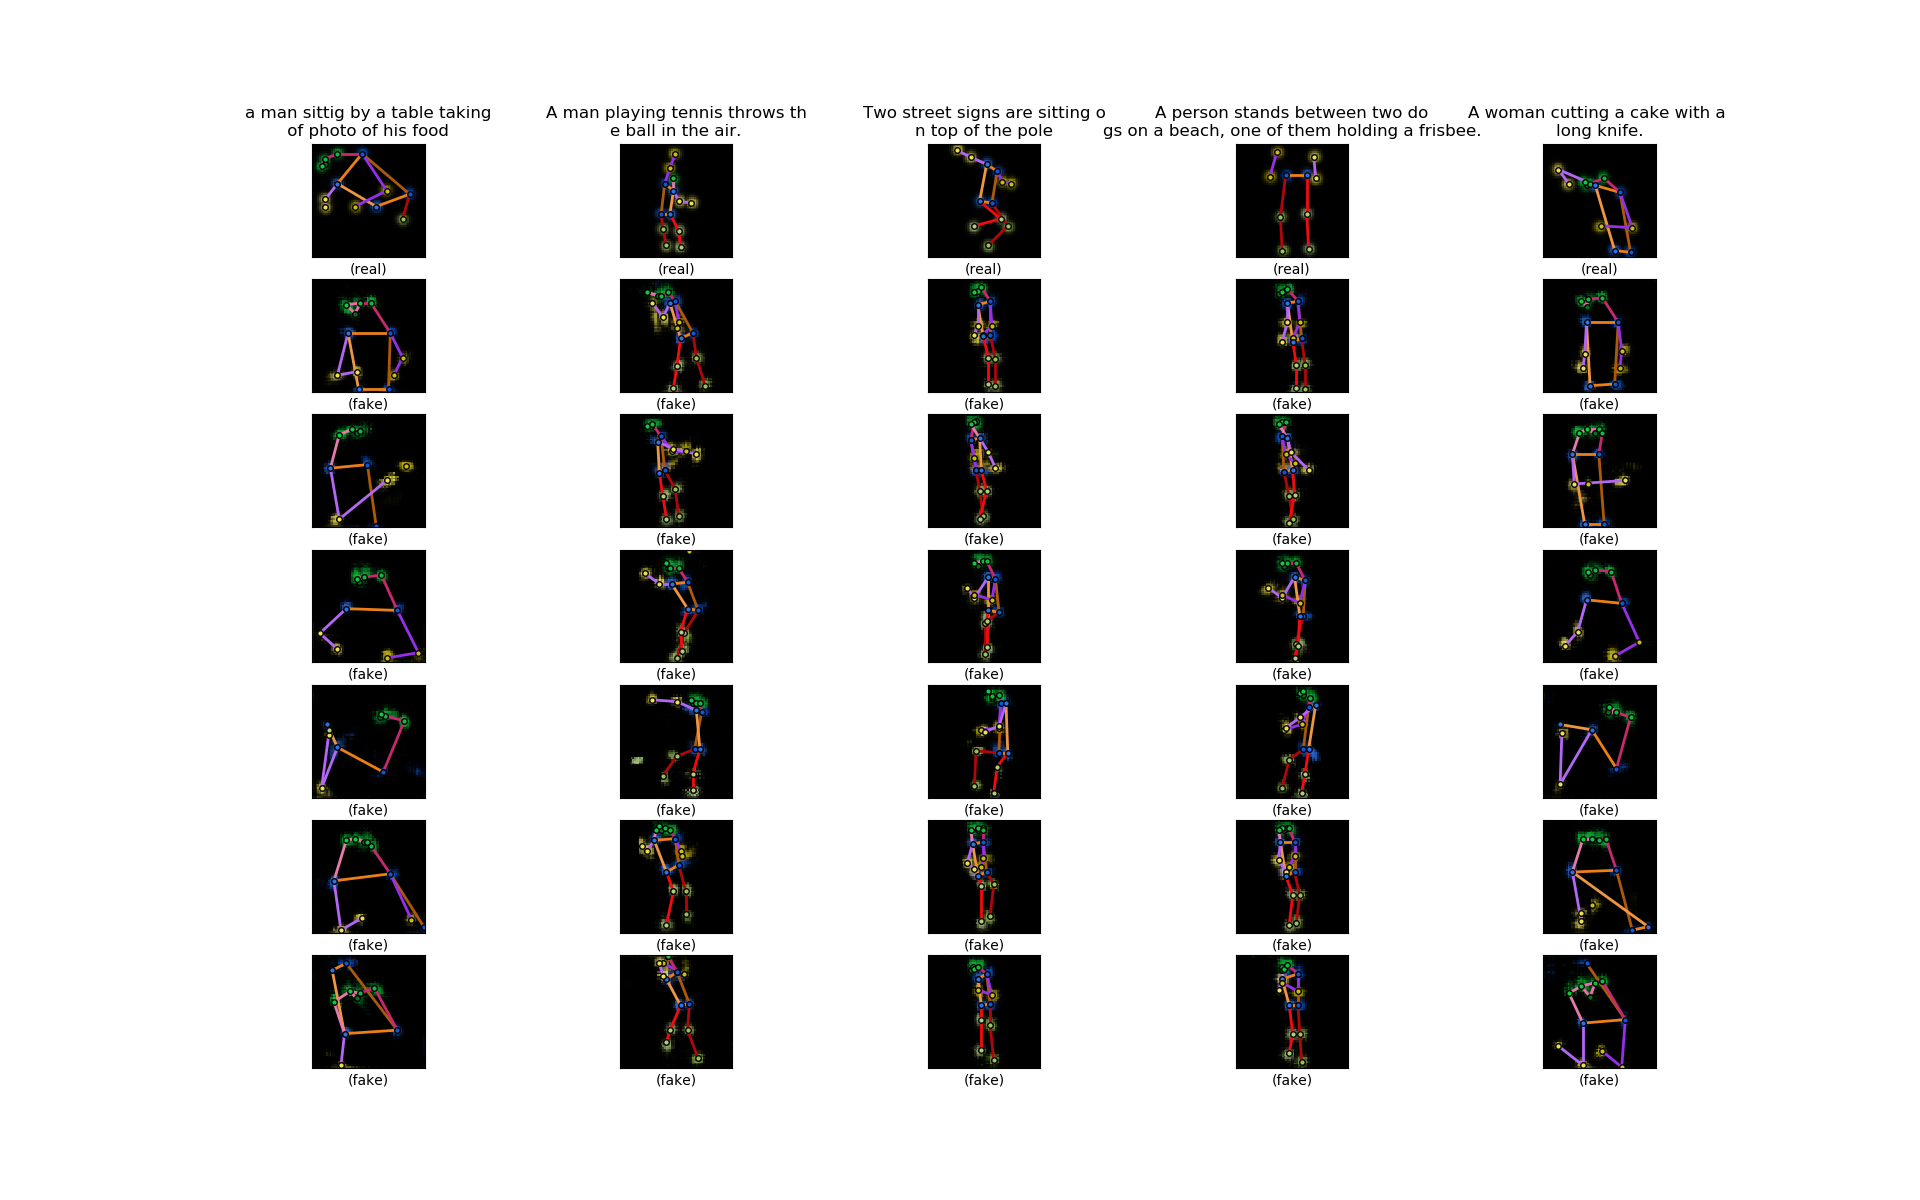 a man sittig by a table taking
of photo of his food
A man playing tennis throws th
e ball in the air.
Two street signs are sitting o
n top of the pole
A person stands between two do
gs on a beach, one of them holding a frisbee.
A woman cutting a cake with a
long knife.
(real) (real) (real) (real) (real)
(fake) (fake) (fake) (fake) (fake)
(fake) (fake) (fake) (fake) (fake)
(fake) (fake) (fake) (fake) (fake)
(fake) (fake) (fake) (fake) (fake)
(fake) (fake) (fake) (fake) (fake)
(fake) (fake) (fake) (fake) (fake)